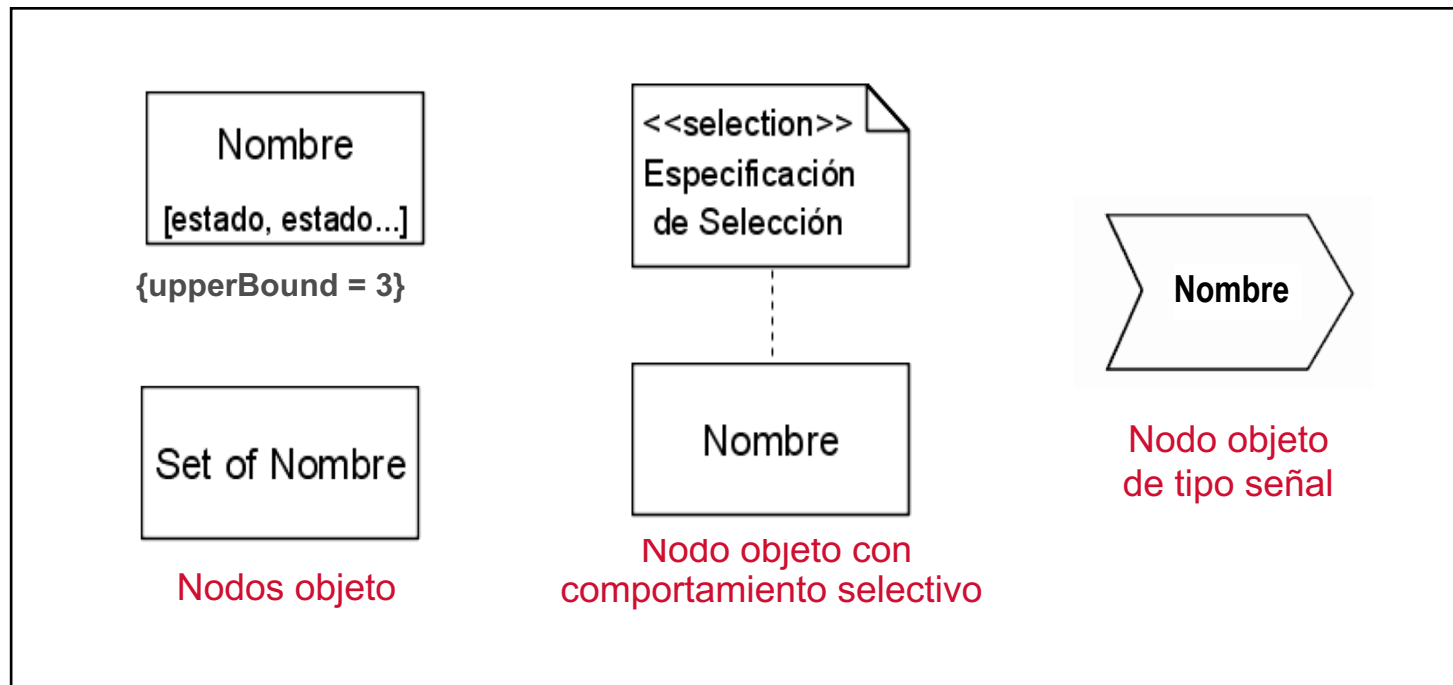 Nombre
[estado, estado...]
{upperBound = 3}
Set of Nombre
Nodos objeto
<<selection>>
Especificación
de Selección
Nombre
Nodo objeto con
comportamiento selectivo
Nombre
Nodo objeto
de tipo señal